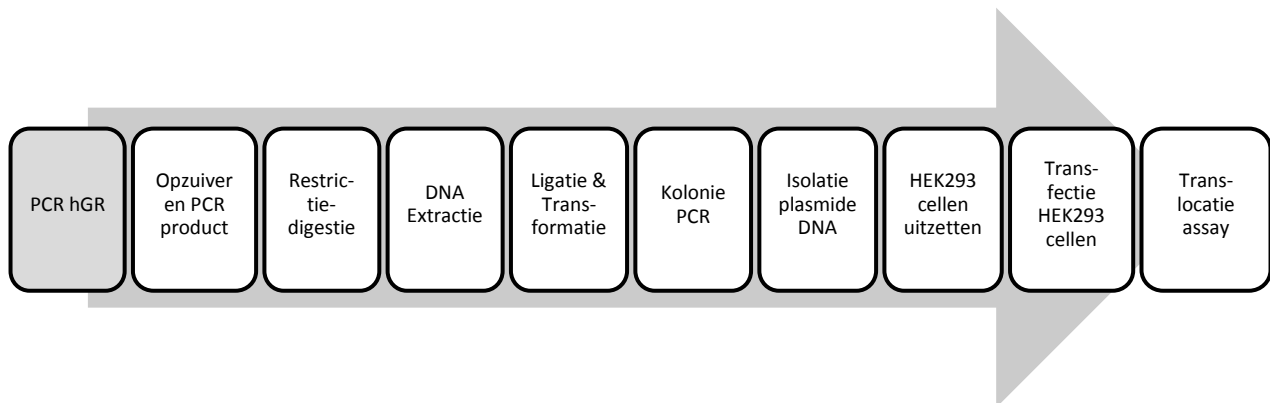 PCR hGR
Opzuiver
en PCR
product
Restric-
tie-
digestie
DNA
Extractie
Ligatie &
Trans-
formatie
Kolonie
PCR
Isolatie
plasmide
DNA
HEK293
cellen
uitzetten
Trans-
fectie
HEK293
cellen
Trans-
locatie
assay